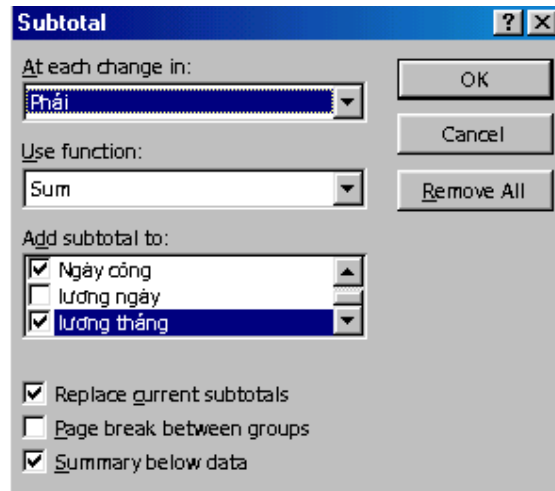 Subtotal
At each change in:
Phái
OK
Use function:
Cancel
Sum
Remove All
Add subtotal to:
Ngày công
lương ngày
lương tháng
Replace current subtotals
Page break between groups
Summary below data